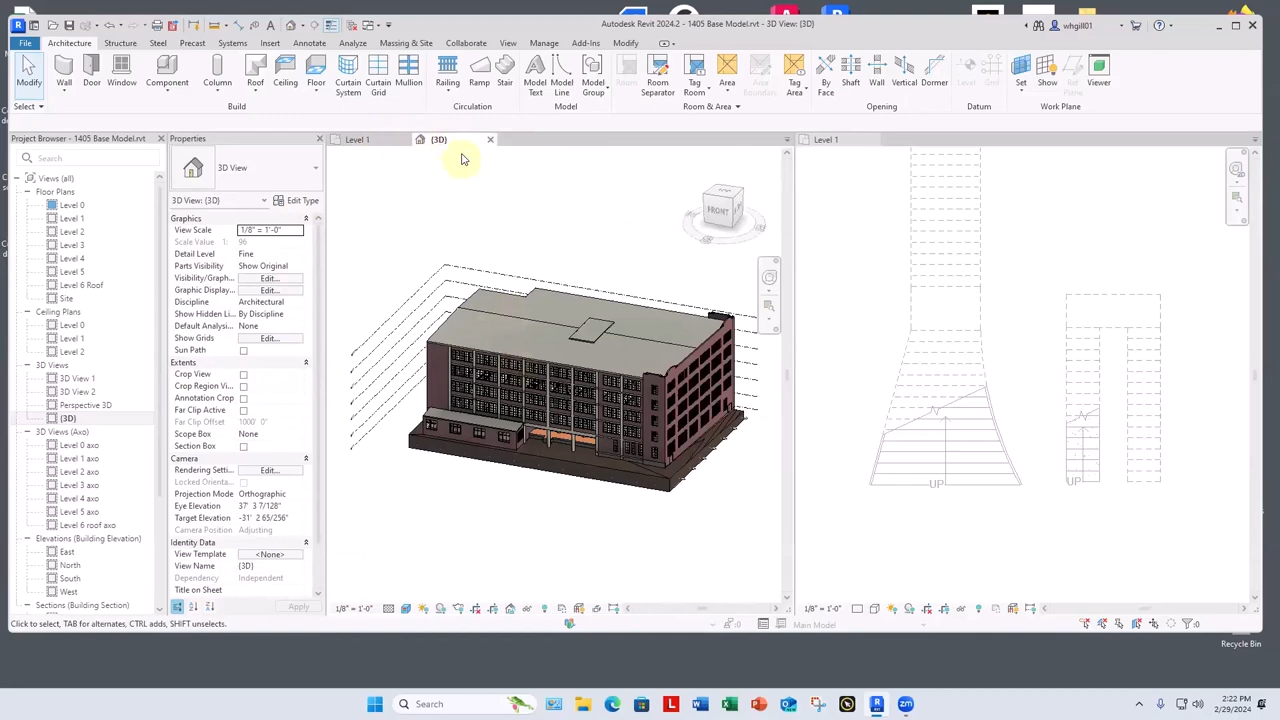 Autodesk Revit 2024.2 - 1405 Base Model.rvt - 3D View: {3D}
whgill01
File Architecture Structure Steel Precast Systems Insert Annotate Analyze Massing & Site Collaborate View Manage Add-Ins Modify
Modify Wall Door Window Component Column Roof Ceiling Floor Curtain System Curtain Grid Mullion Railing Ramp Stair Model Text Model Line Model Group Room Room Separator Tag Room Area Area Boundary Tag Area By Face Shaft Wall Vertical Dormer Level Grid Set Show Ref Plane Viewer
Select Build Circulation Model Room & Area Opening Datum Work Plane
Project Browser - 1405 Base Model.rvt
Search
Views (all)
Floor Plans
Level 0
Level 1
Level 2
Level 3
Level 4
Level 5
Level 6 Roof
Site
Ceiling Plans
Level 0
Level 1
Level 2
3D Views
3D View 1
3D View 2
Perspective 3D
{3D}
3D Views (Axo)
Level 0 axo
Level 1 axo
Level 2 axo
Level 3 axo
Level 4 axo
Level 5 axo
Level 6 roof axo
Elevations (Building Elevation)
East
North
South
West
Sections (Building Section)
Properties
3D View
3D View: {3D} Edit Type
Graphics
View Scale 1/8" = 1'-0"
Scale Value 1: 96
Detail Level Fine
Parts Visibility Show Original
Visibility/Graph... Edit...
Graphic Display... Edit...
Discipline Architectural
Show Hidden Li... By Discipline
Default Analysi... None
Show Grids Edit...
Sun Path
Extents
Crop View
Crop Region Vi...
Annotation Crop
Far Clip Active
Far Clip Offset 1000' 0"
Scope Box None
Section Box
Camera
Rendering Setti... Edit...
Locked Orienta...
Projection Mode Orthographic
Eye Elevation 37' 3 7/128"
Target Elevation -31' 2 65/256"
Camera Position Adjusting
Identity Data
View Template <None>
View Name {3D}
Dependency Independent
Title on Sheet
Apply
Level 1 {3D}
FRONT
1/8" = 1'-0"
Level 1
UP
UP
1/8" = 1'-0"
Click to select, TAB for alternates, CTRL adds, SHIFT unselects.
:0
Main Model
:0
Recycle Bin
Search
2:22 PM
2/29/2024